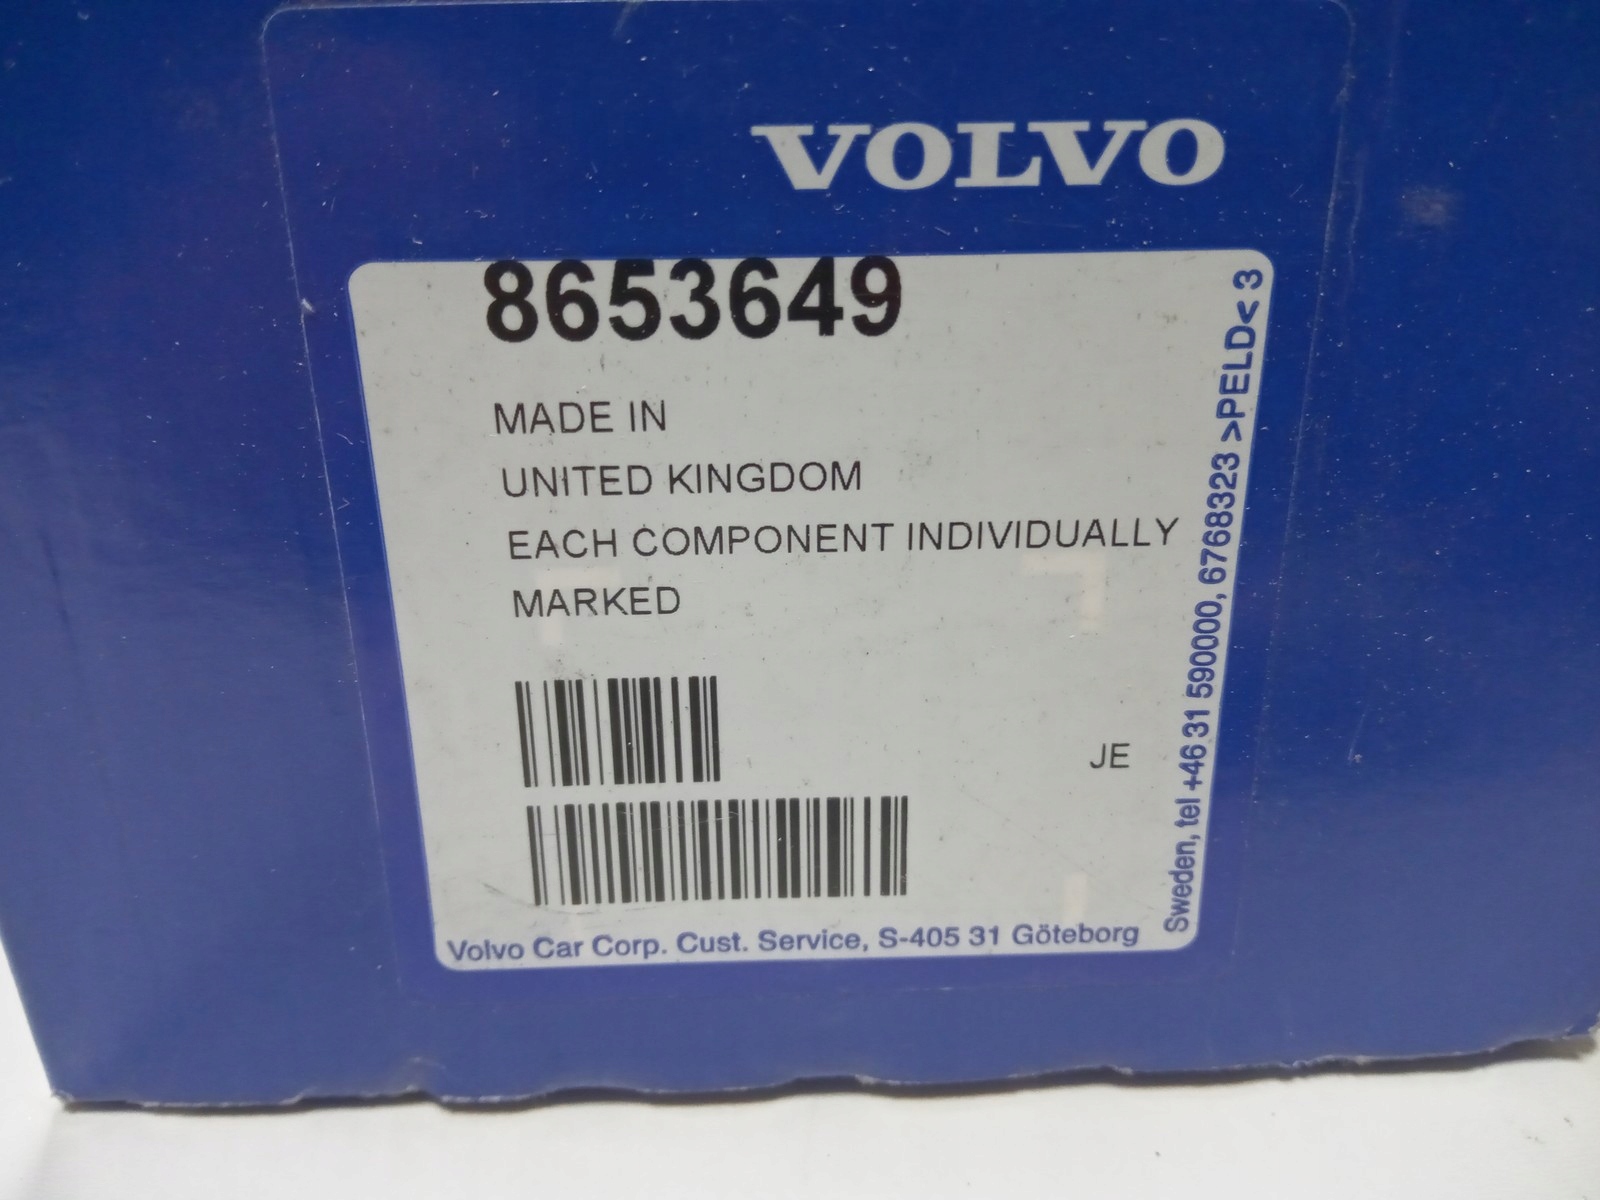 VOLVO
8653649
MADE IN
UNITED KINGDOM
EACH COMPONENT INDIVIDUALLY
MARKED
JE
Volvo Car Corp. Cust. Service, S-405 31 Göteborg
Sweden, tel +46 31 590000, 6768323 >PELD< 3